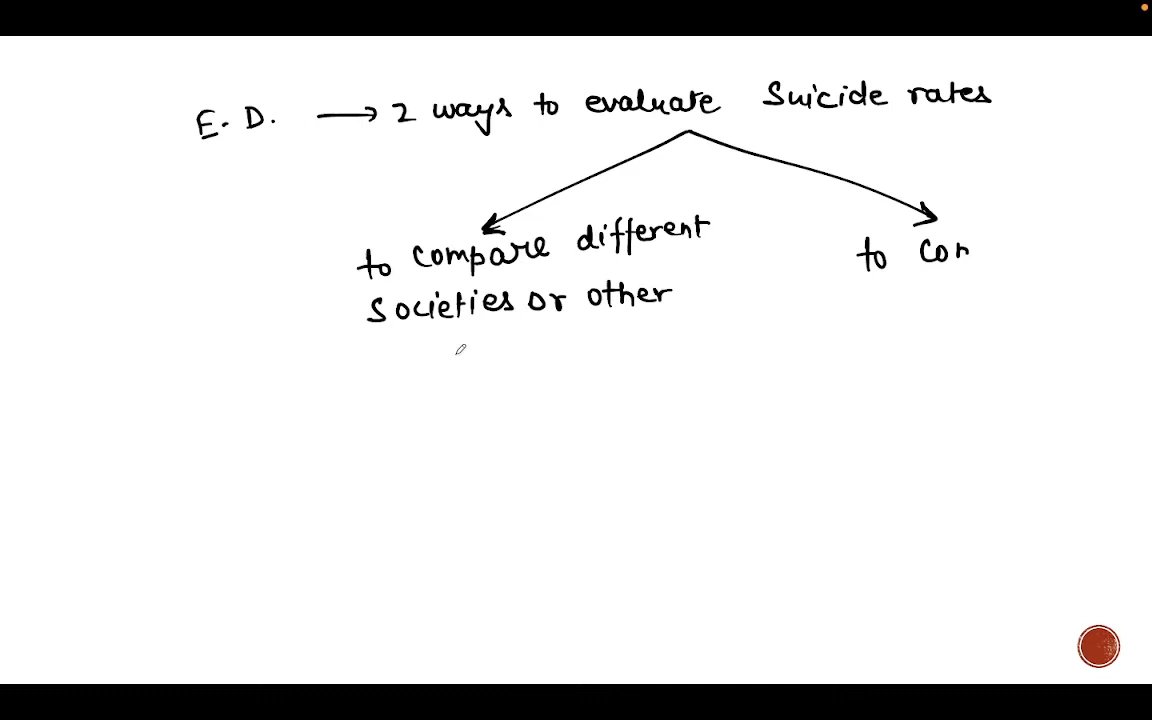 E. D. → 2 ways to evaluate Suicide rates
to compare different
Societies or other
to con